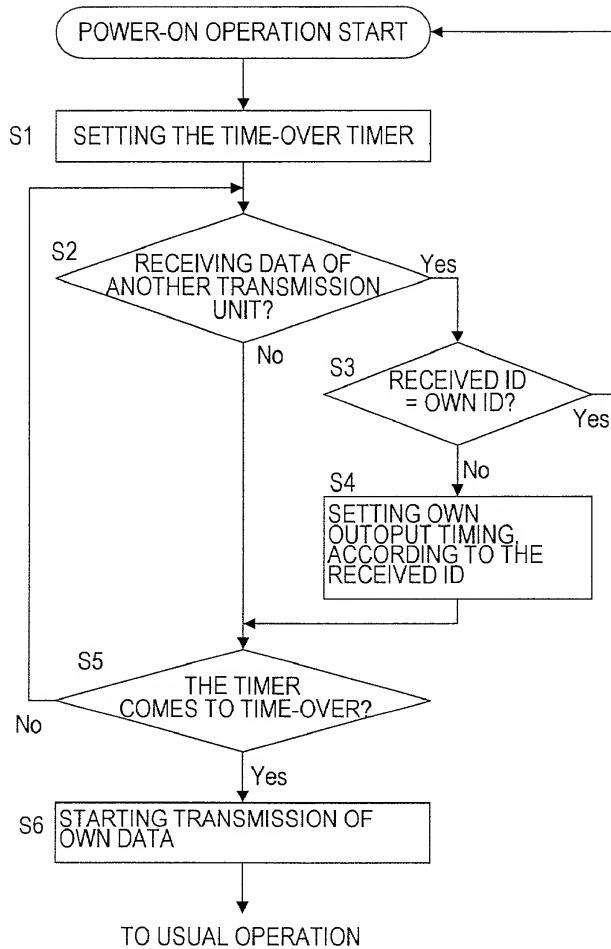 POWER-ON OPERATION START
S1
SETTING THE TIME-OVER TIMER
S2
RECEIVING DATA OF
ANOTHER TRANSMISSION
UNIT?
Yes
No
S3
RECEIVED ID
= OWN ID?
Yes
No
S4
SETTING OWN
OUTOPUT TIMING,
ACCORDING TO THE
RECEIVED ID
S5
THE TIMER
COMES TO TIME-OVER?
No
Yes
S6
STARTING TRANSMISSION OF
OWN DATA
TO USUAL OPERATION